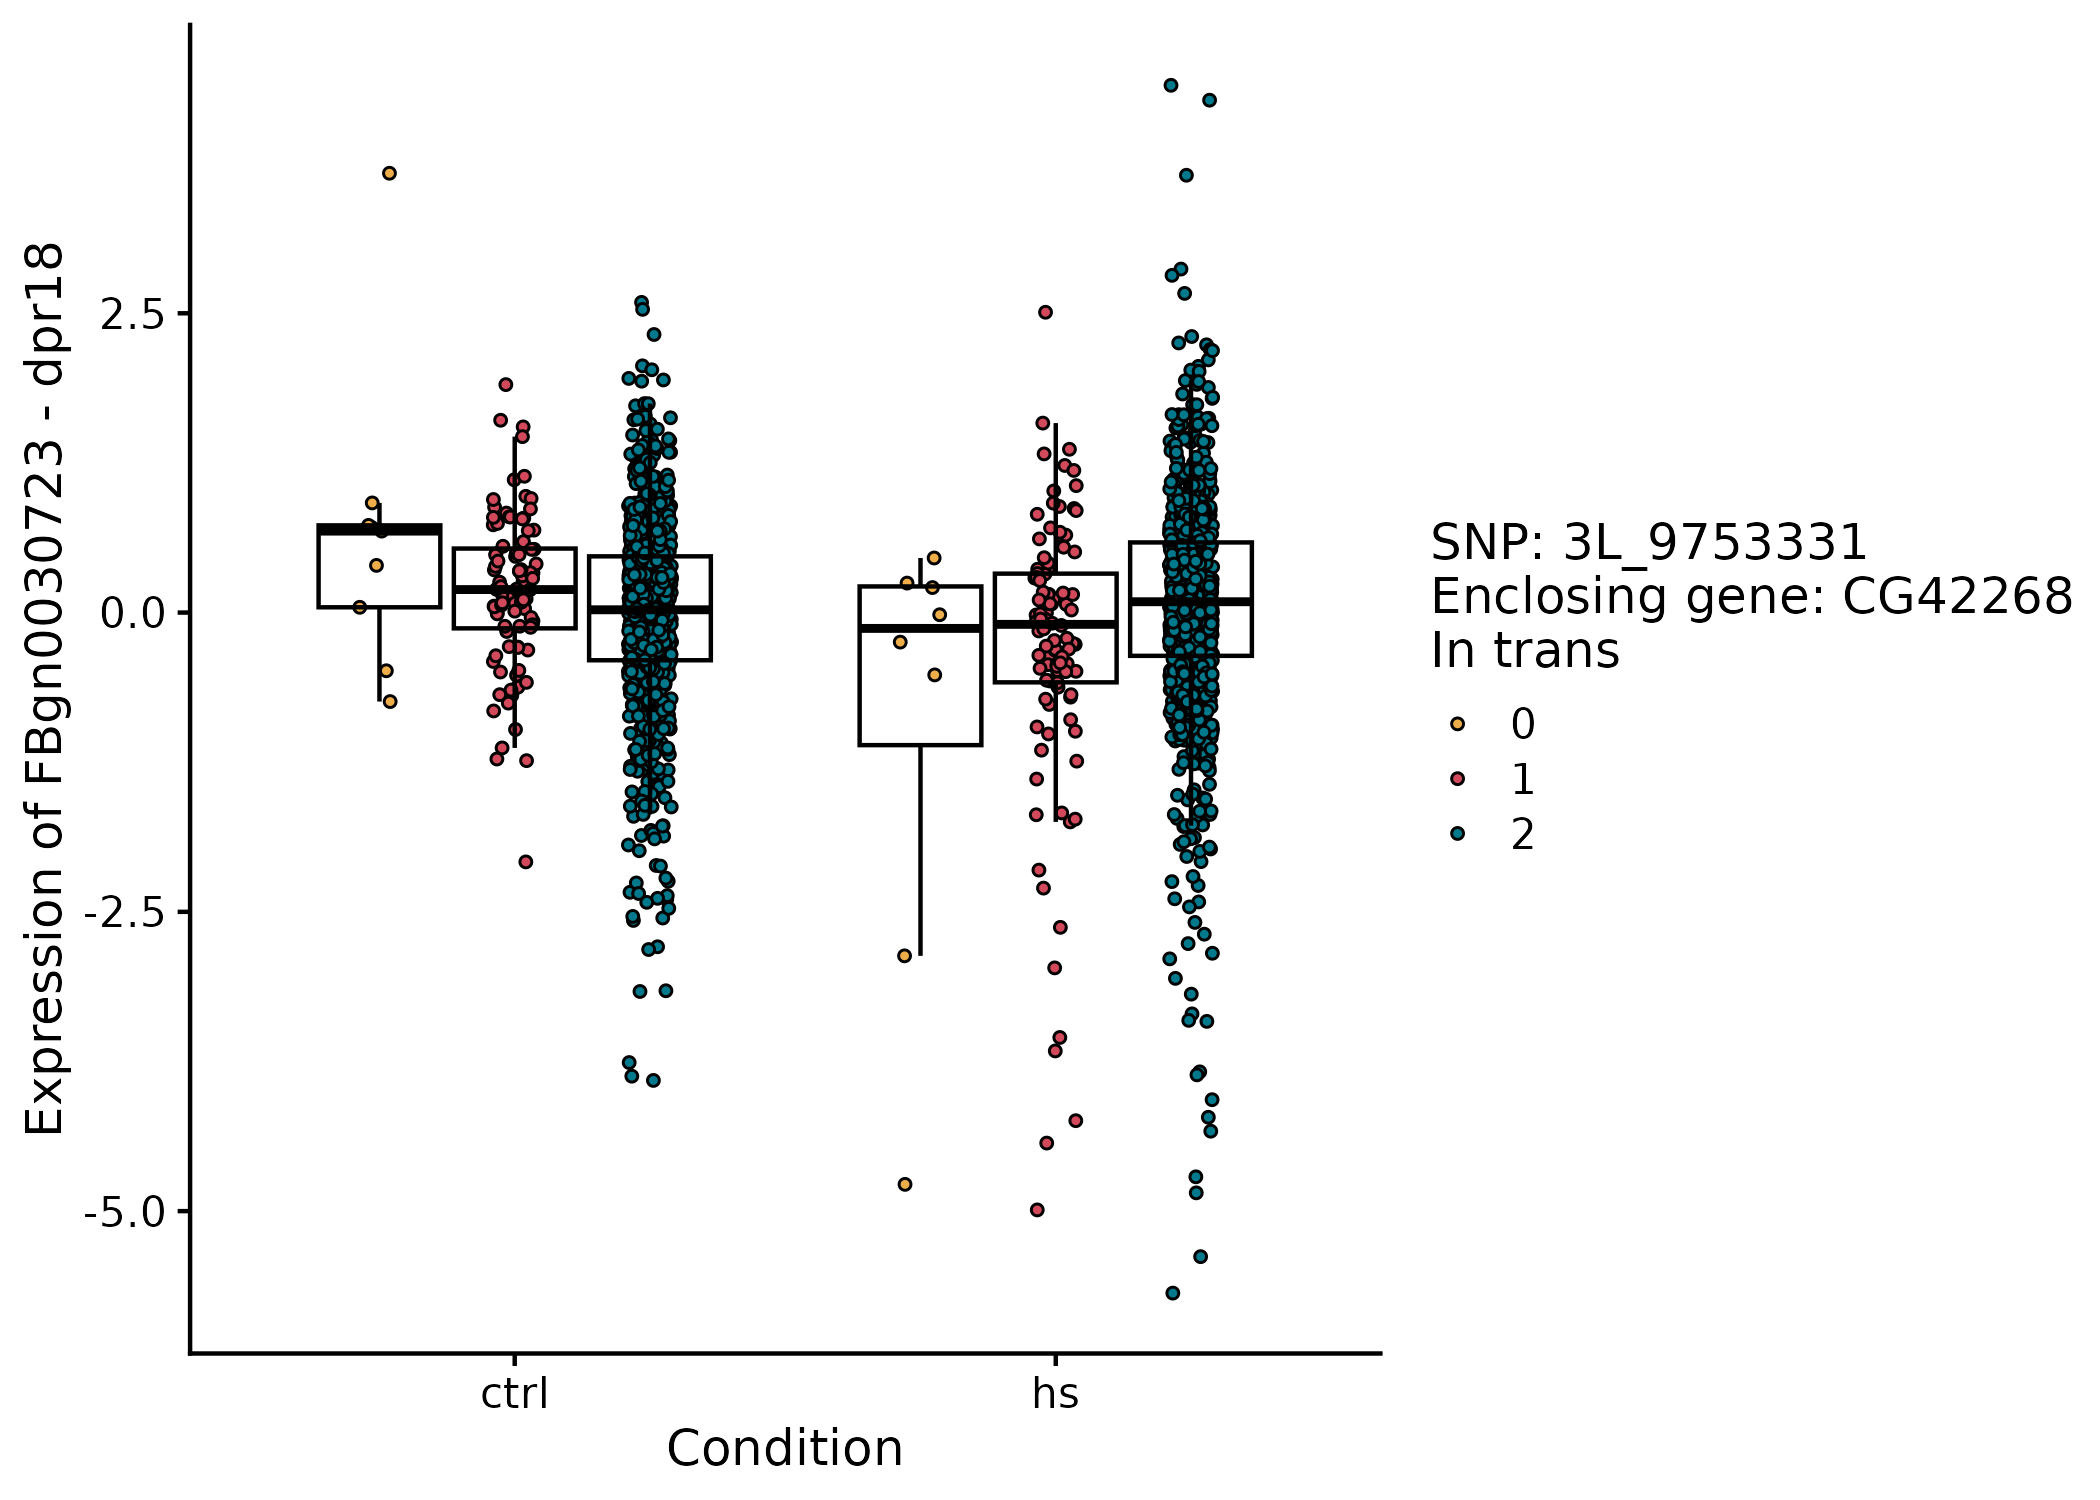 Expression of FBgn0030723 - dpr18
2.5
0.0
-2.5
-5.0
ctrl
hs
Condition
SNP: 3L_9753331
Enclosing gene: CG42268
In trans
0
1
2